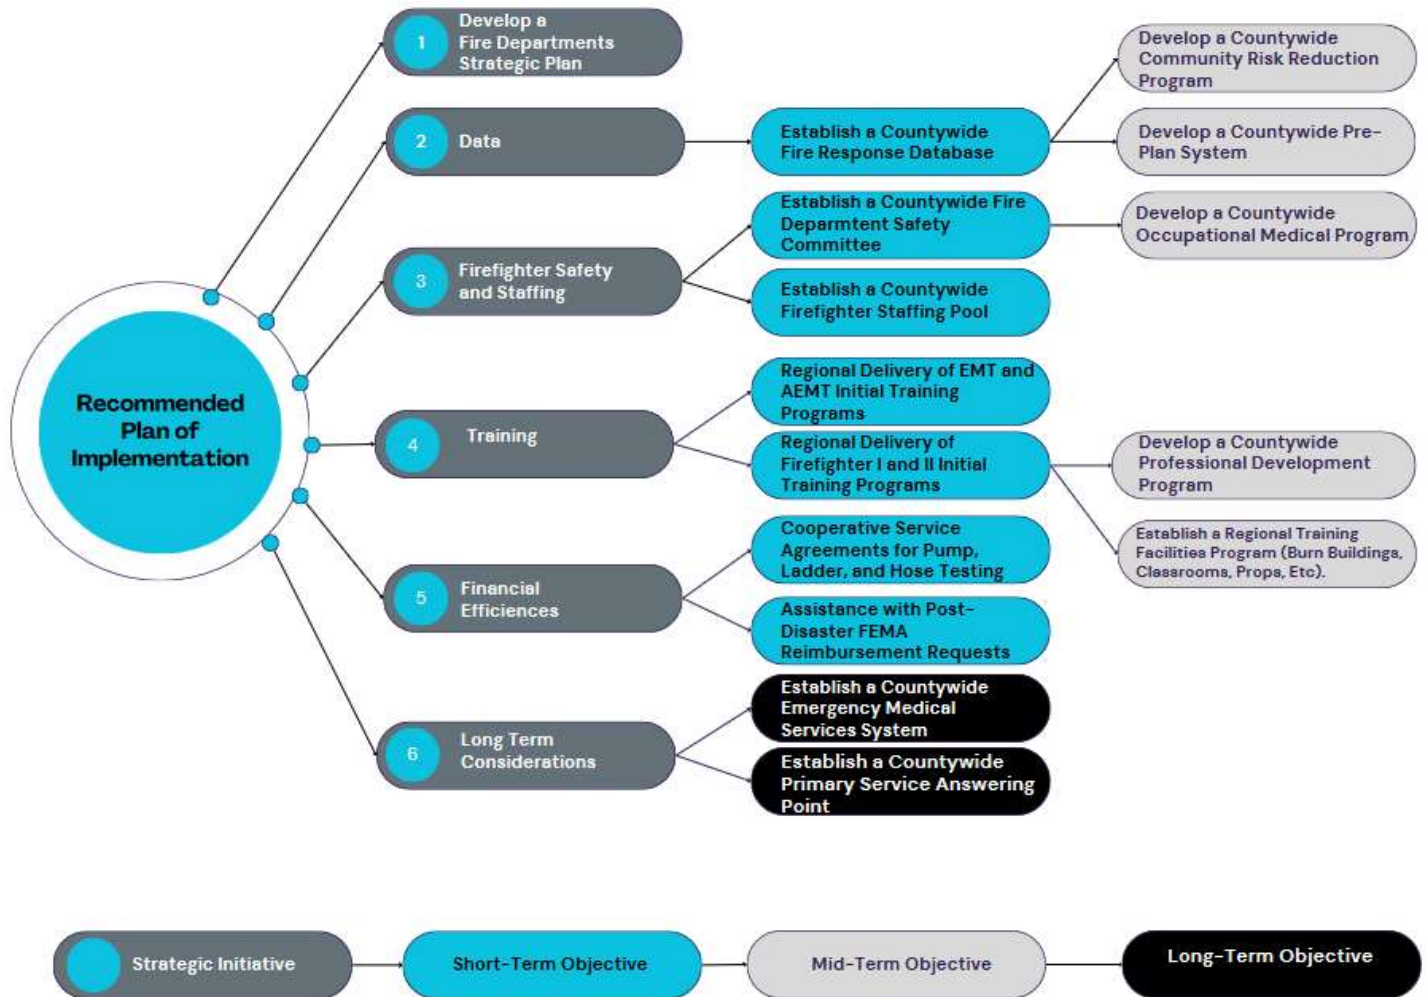 Recommended
Plan of
Implementation
1
Develop a
Fire Departments
Strategic Plan
2
Data
Establish a Countywide
Fire Response Database
Develop a Countywide
Community Risk Reduction
Program
Develop a Countywide Pre-
Plan System
3
Firefighter Safety
and Staffing
Establish a Countywide Fire
Deparmtent Safety
Committee
Develop a Countywide
Occupational Medical Program
Establish a Countywide
Firefighter Staffing Pool
4
Training
Regional Delivery of EMT and
AEMT Initial Training
Programs
Regional Delivery of
Firefighter I and II Initial
Training Programs
Develop a Countywide
Professional Development
Program
Establish a Regional Training
Facilities Program (Burn Buildings,
Classrooms, Props, Etc).
5
Financial
Efficiences
Cooperative Service
Agreements for Pump,
Ladder, and Hose Testing
Assistance with Post-
Disaster FEMA
Reimbursement Requests
6
Long Term
Considerations
Establish a Countywide
Emergency Medical
Services System
Establish a Countywide
Primary Service Answering
Point
Strategic Initiative
Short-Term Objective
Mid-Term Objective
Long-Term Objective